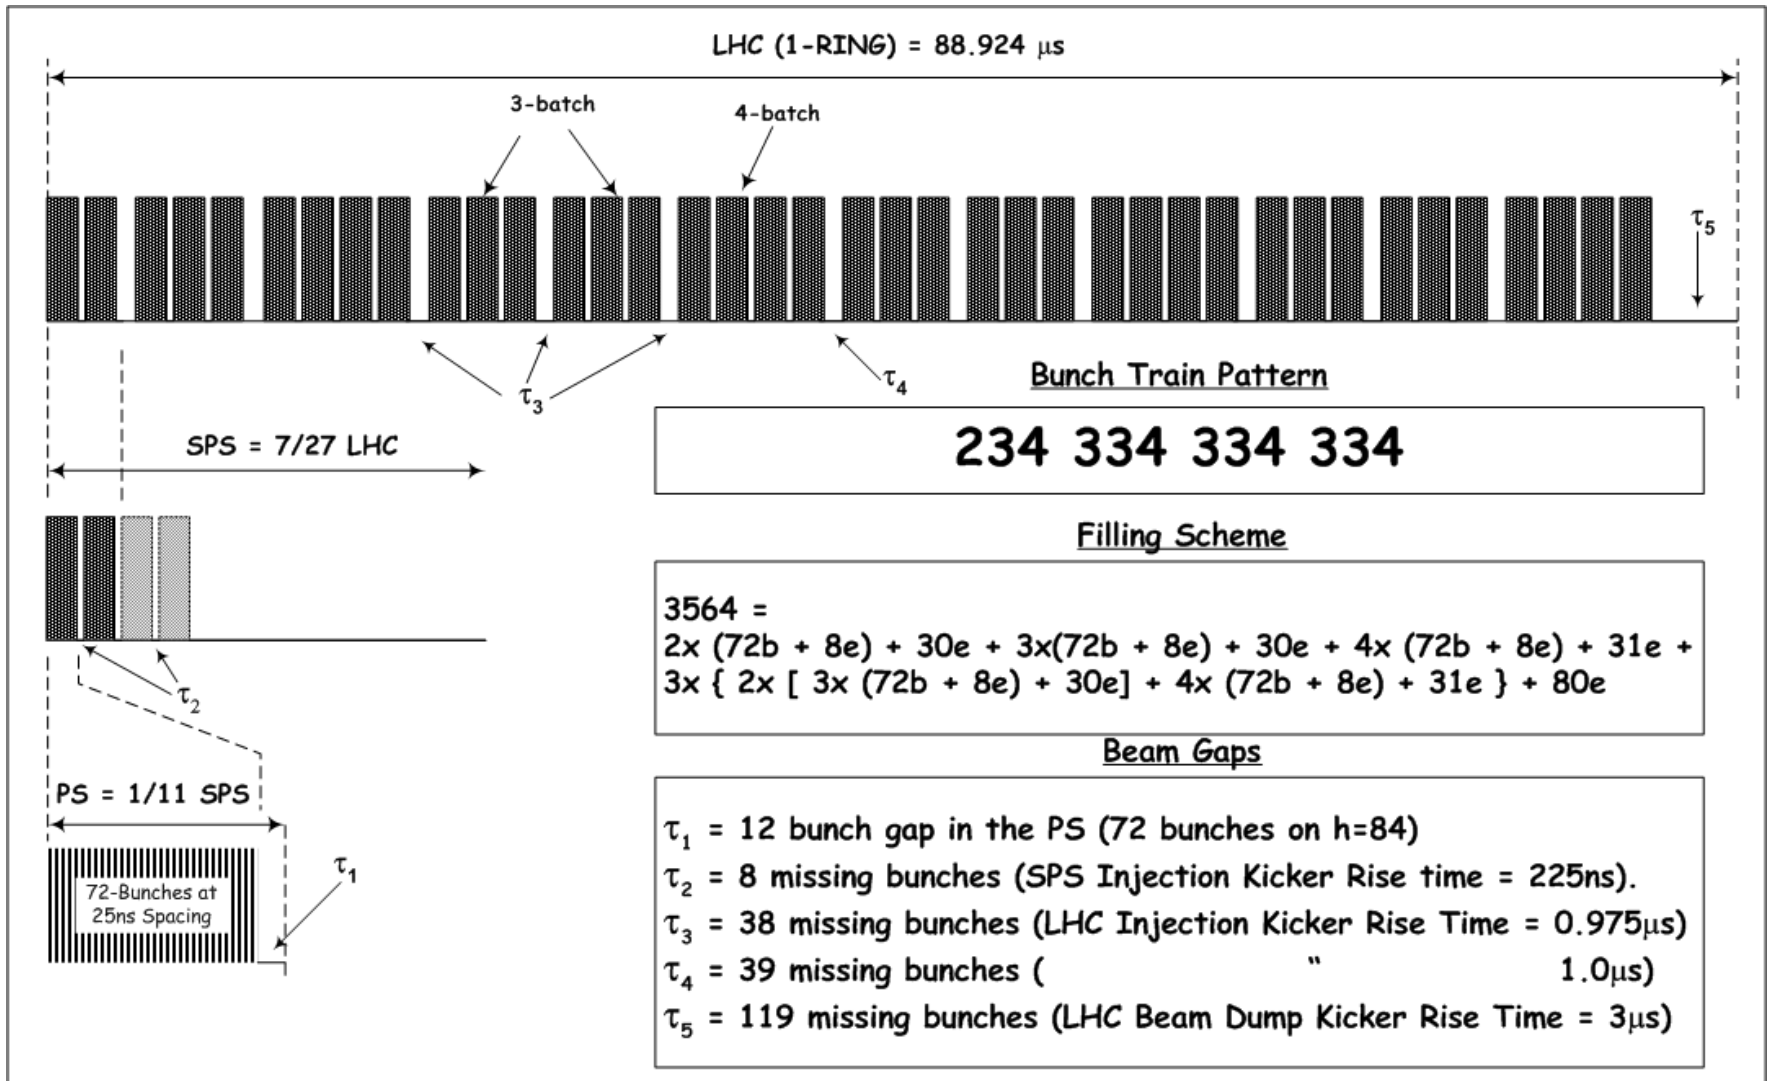 LHC (1-RING) = 88.924 μs
3-batch
4-batch
τ5
τ3
τ4
Bunch Train Pattern
234 334 334 334
SPS = 7/27 LHC
τ2
Filling Scheme
3564 =
2x (72b + 8e) + 30e + 3x(72b + 8e) + 30e + 4x (72b + 8e) + 31e +
3x { 2x [ 3x (72b + 8e) + 30e] + 4x (72b + 8e) + 31e } + 80e
Beam Gaps
PS = 1/11 SPS
72-Bunches at
25ns Spacing
τ1
τ1 = 12 bunch gap in the PS (72 bunches on h=84)
τ2 = 8 missing bunches (SPS Injection Kicker Rise time = 225ns).
τ3 = 38 missing bunches (LHC Injection Kicker Rise Time = 0.975μs)
τ4 = 39 missing bunches ( “ 1.0μs)
τ5 = 119 missing bunches (LHC Beam Dump Kicker Rise Time = 3μs)